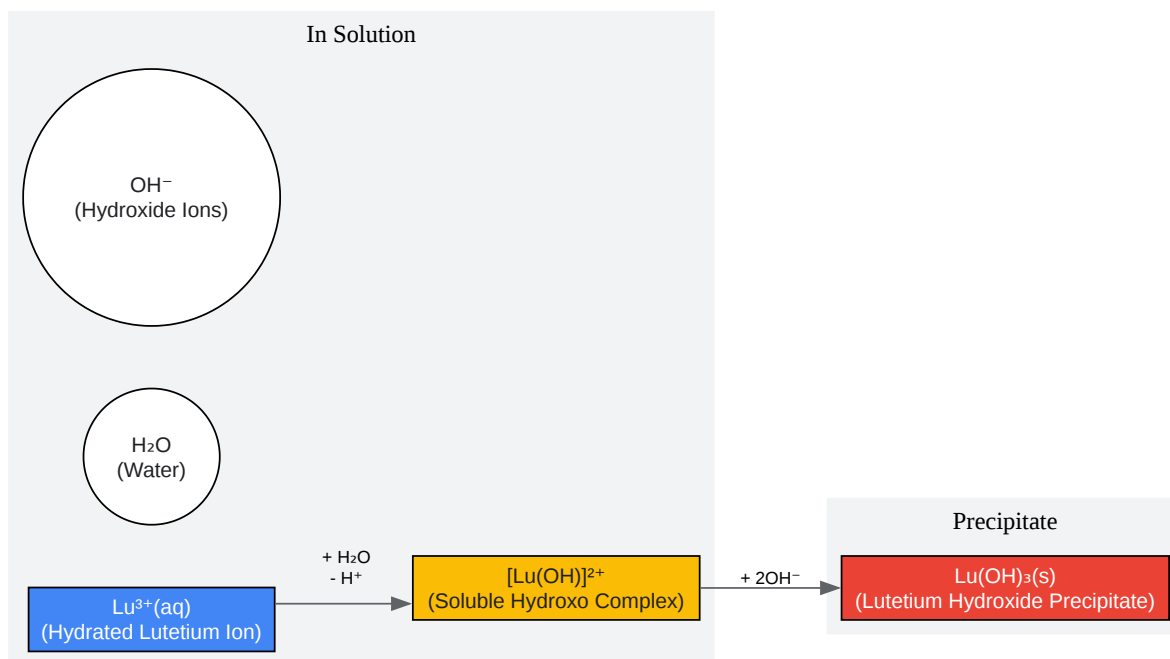 In Solution
OH⁻
(Hydroxide Ions)
H₂O
(Water)
+ H₂O
- H⁺
Lu³⁺(aq)
(Hydrated Lutetium Ion)
[Lu(OH)]²⁺
(Soluble Hydroxo Complex)
+ 2OH⁻
Precipitate
Lu(OH)₃(s)
(Lutetium Hydroxide Precipitate)